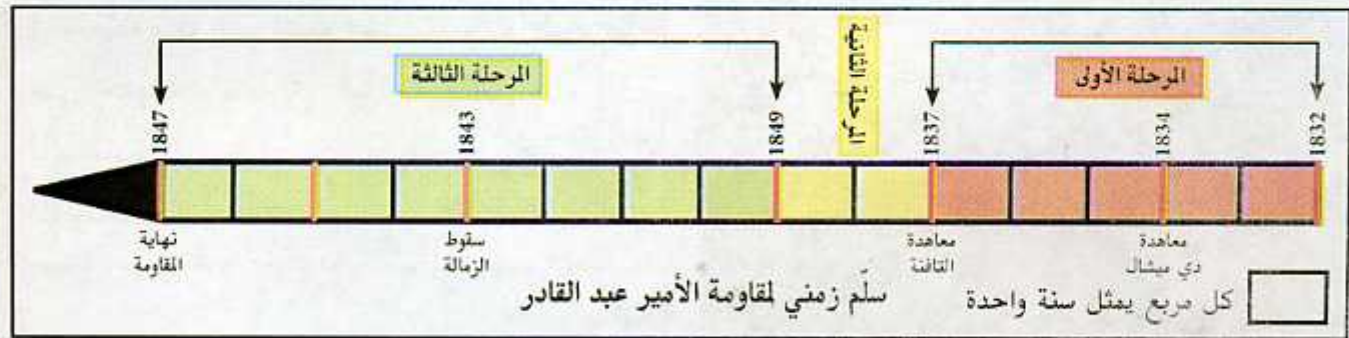 المرحلة الأولى
المرحلة الثانية
المرحلة الثالثة
1832
1834
1837
1849
1843
1847
معاهدة
دي ميشال
معاهدة
التافنة
سقوط
الزمالة
نهاية
المقاومة
كل مربع يمثل سنة واحدة
سلّم زمني لمقاومة الأمير عبد القادر